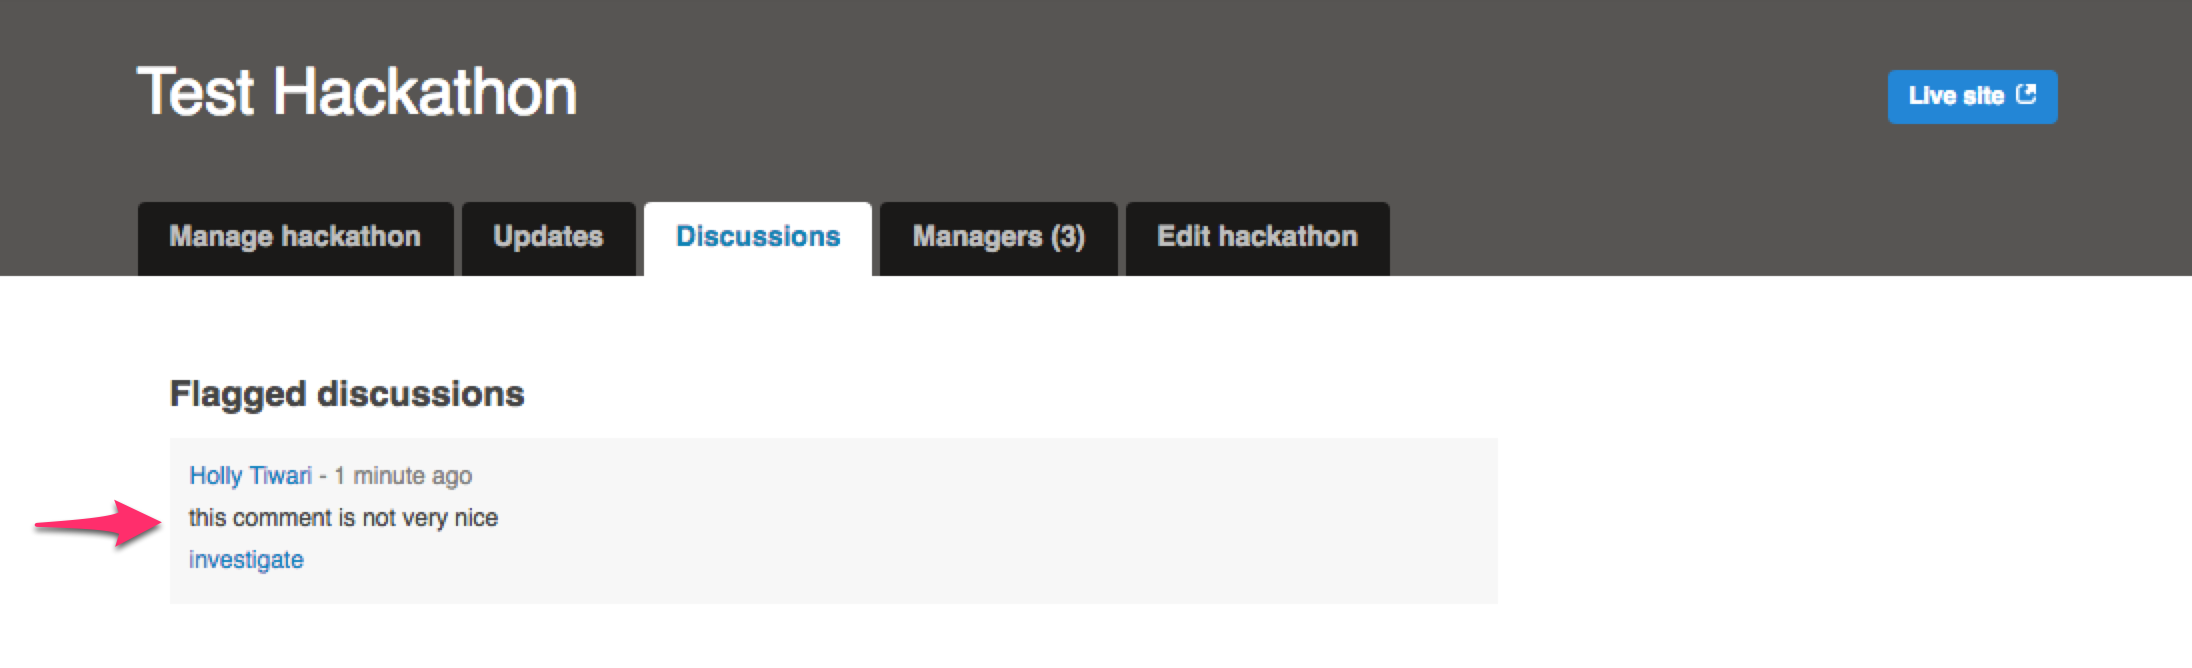 Test Hackathon
Live site
Manage hackathon
Updates
Discussions
Managers (3)
Edit hackathon
Flagged discussions
Holly Tiwari - 1 minute ago
this comment is not very nice
investigate